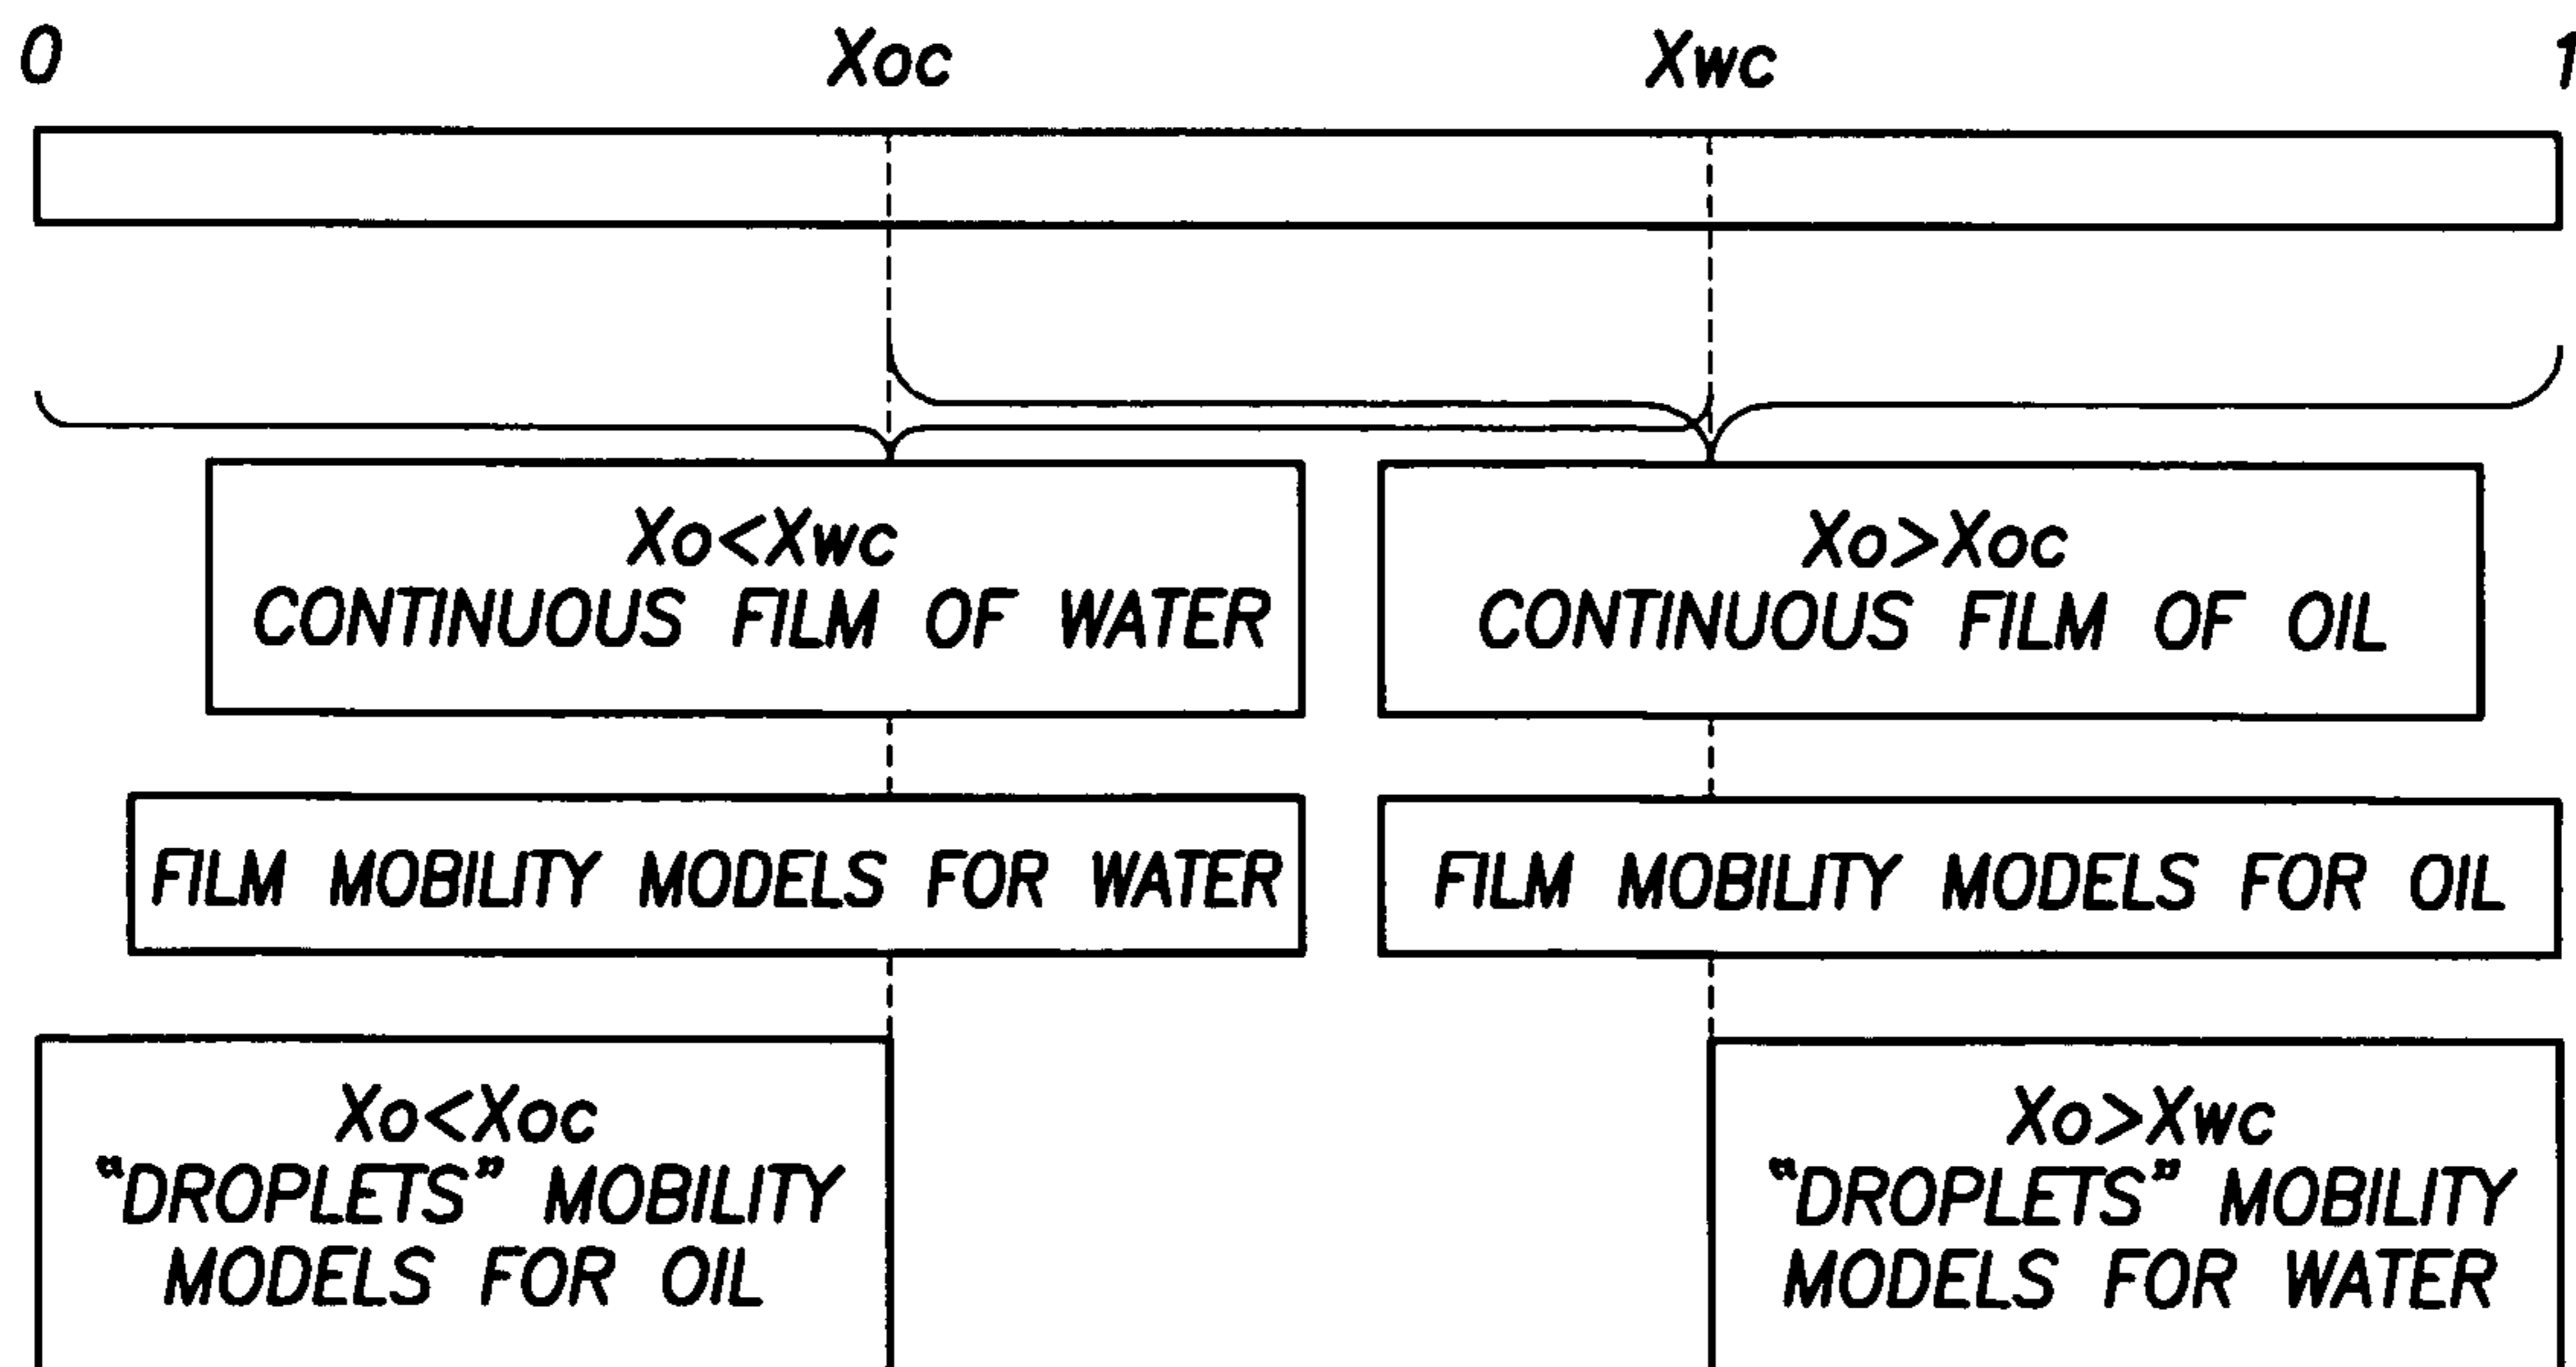 0 Xoc Xwc 1
Xo<Xwc
CONTINUOUS FILM OF WATER
Xo>Xoc
CONTINUOUS FILM OF OIL
FILM MOBILITY MODELS FOR WATER
FILM MOBILITY MODELS FOR OIL
Xo<Xoc
“DROPLETS” MOBILITY
MODELS FOR OIL
Xo>Xwc
“DROPLETS” MOBILITY
MODELS FOR WATER